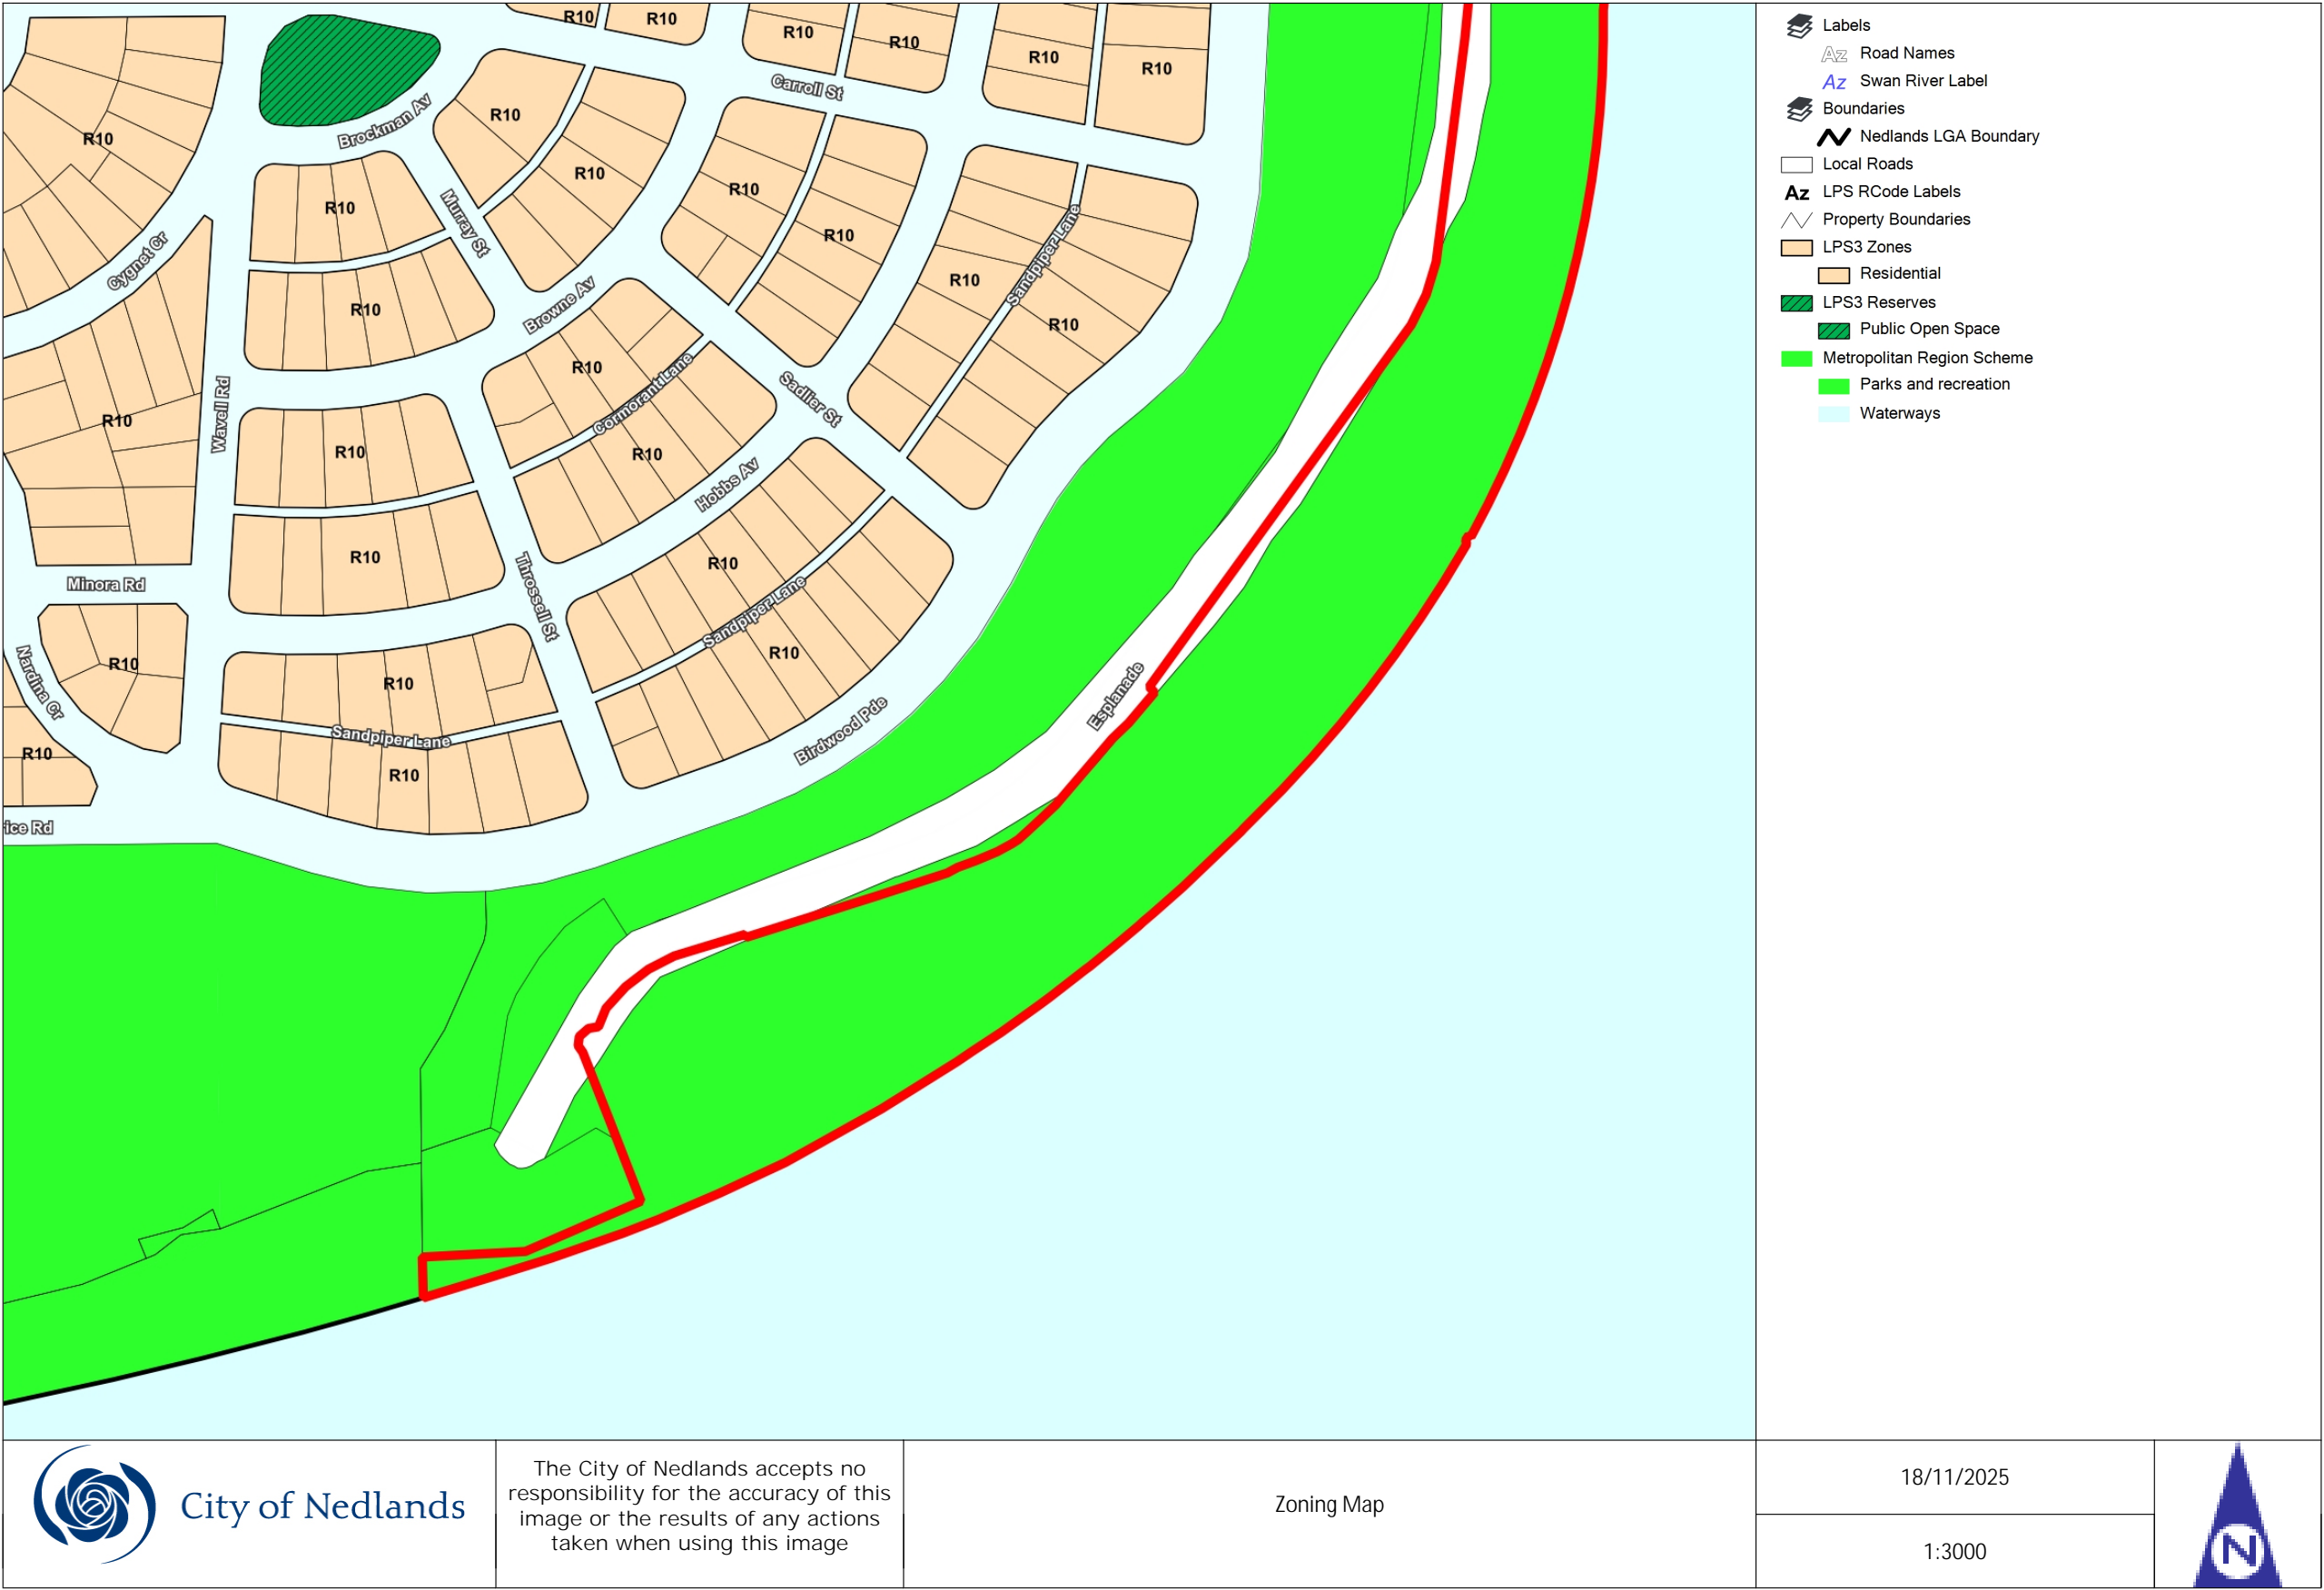 R10
R10
R10
R10
R10
R10
Carroll St
R10
Brockman Av
R10
R10
R10
R10
Murray St
R10
Cygnet Cr
R10
Sandpiper Lane
R10
Browne Av
R10
R10
R10
Cormorant Lane
Sadlier St
Wavell Rd
R10
R10
R10
Hobbs Av
R10
R10
Minora Rd
Throssell St
Sandpiper Lane
R10
R10
Nardina Cr
R10
Esplanade
Birdwood Pde
Sandpiper Lane
R10
R10
ice Rd
Labels
Az Road Names
Az Swan River Label
Boundaries
Nedlands LGA Boundary
Local Roads
Az LPS RCode Labels
Property Boundaries
LPS3 Zones
Residential
LPS3 Reserves
Public Open Space
Metropolitan Region Scheme
Parks and recreation
Waterways
City of Nedlands
The City of Nedlands accepts no
responsibility for the accuracy of this
image or the results of any actions
taken when using this image
Zoning Map
18/11/2025
1:3000
N